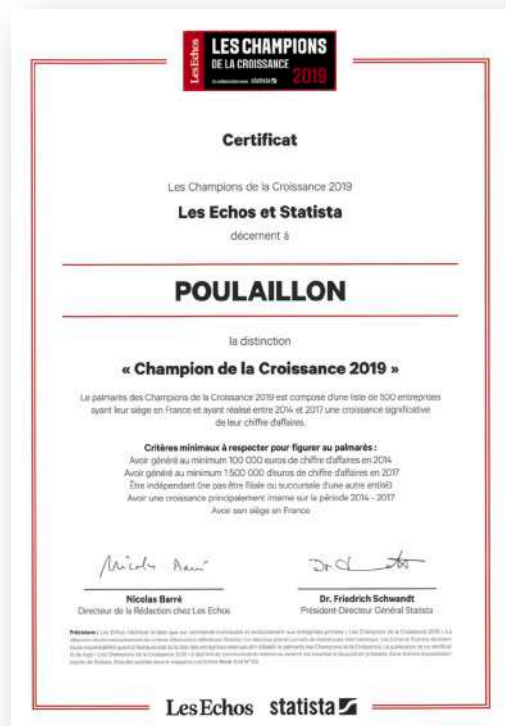 LesEchos
LES CHAMPIONS
DE LA CROISSANCE
En collaboration avec statista
2019
Certificat
Les Champions de la Croissance 2019
Les Echos et Statista
décernent à
POULAILLON
la distinction
« Champion de la Croissance 2019 »
Le palmarès des Champions de la Croissance 2019 est composé d'une liste de 500 entreprises
ayant leur siège en France et ayant réalisé entre 2014 et 2017 une croissance significative
de leur chiffre d'affaires.
Critères minimaux à respecter pour figurer au palmarès :
Avoir généré au minimum 100 000 euros de chiffre d'affaires en 2014
Avoir généré au minimum 1 500 000 d'euros de chiffre d'affaires en 2017
Être indépendant (ne pas être filiale ou succursale d'une autre entité)
Avoir une croissance principalement interne sur la période 2014 - 2017
Avoir son siège en France
Nicolas Barré
Dr. Friedrich Schwandt
Directeur de la Rédaction chez Les Echos
Président-Directeur Général Statista
LesEchos statista